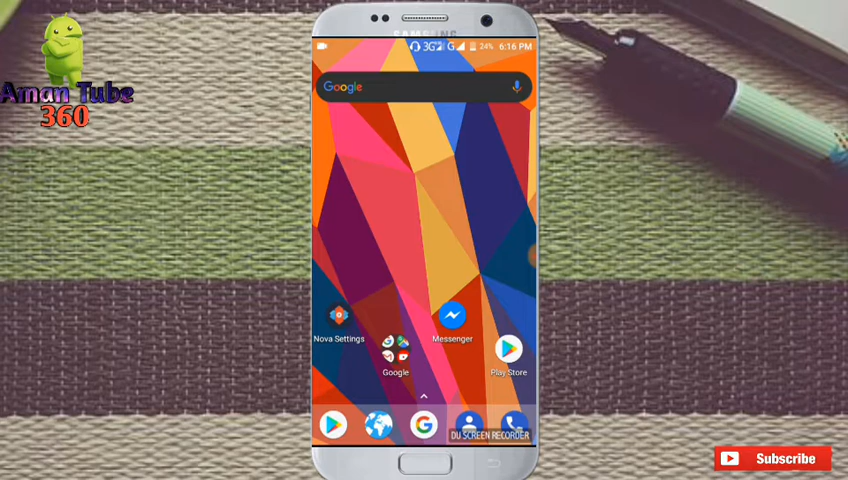 SAMSUNG
3G
G
24%
6:16 PM
Google
Aman Tube
360
Nova Settings
Messenger
Google
Play Store
G
DU SCREEN RECORDER
Subscribe